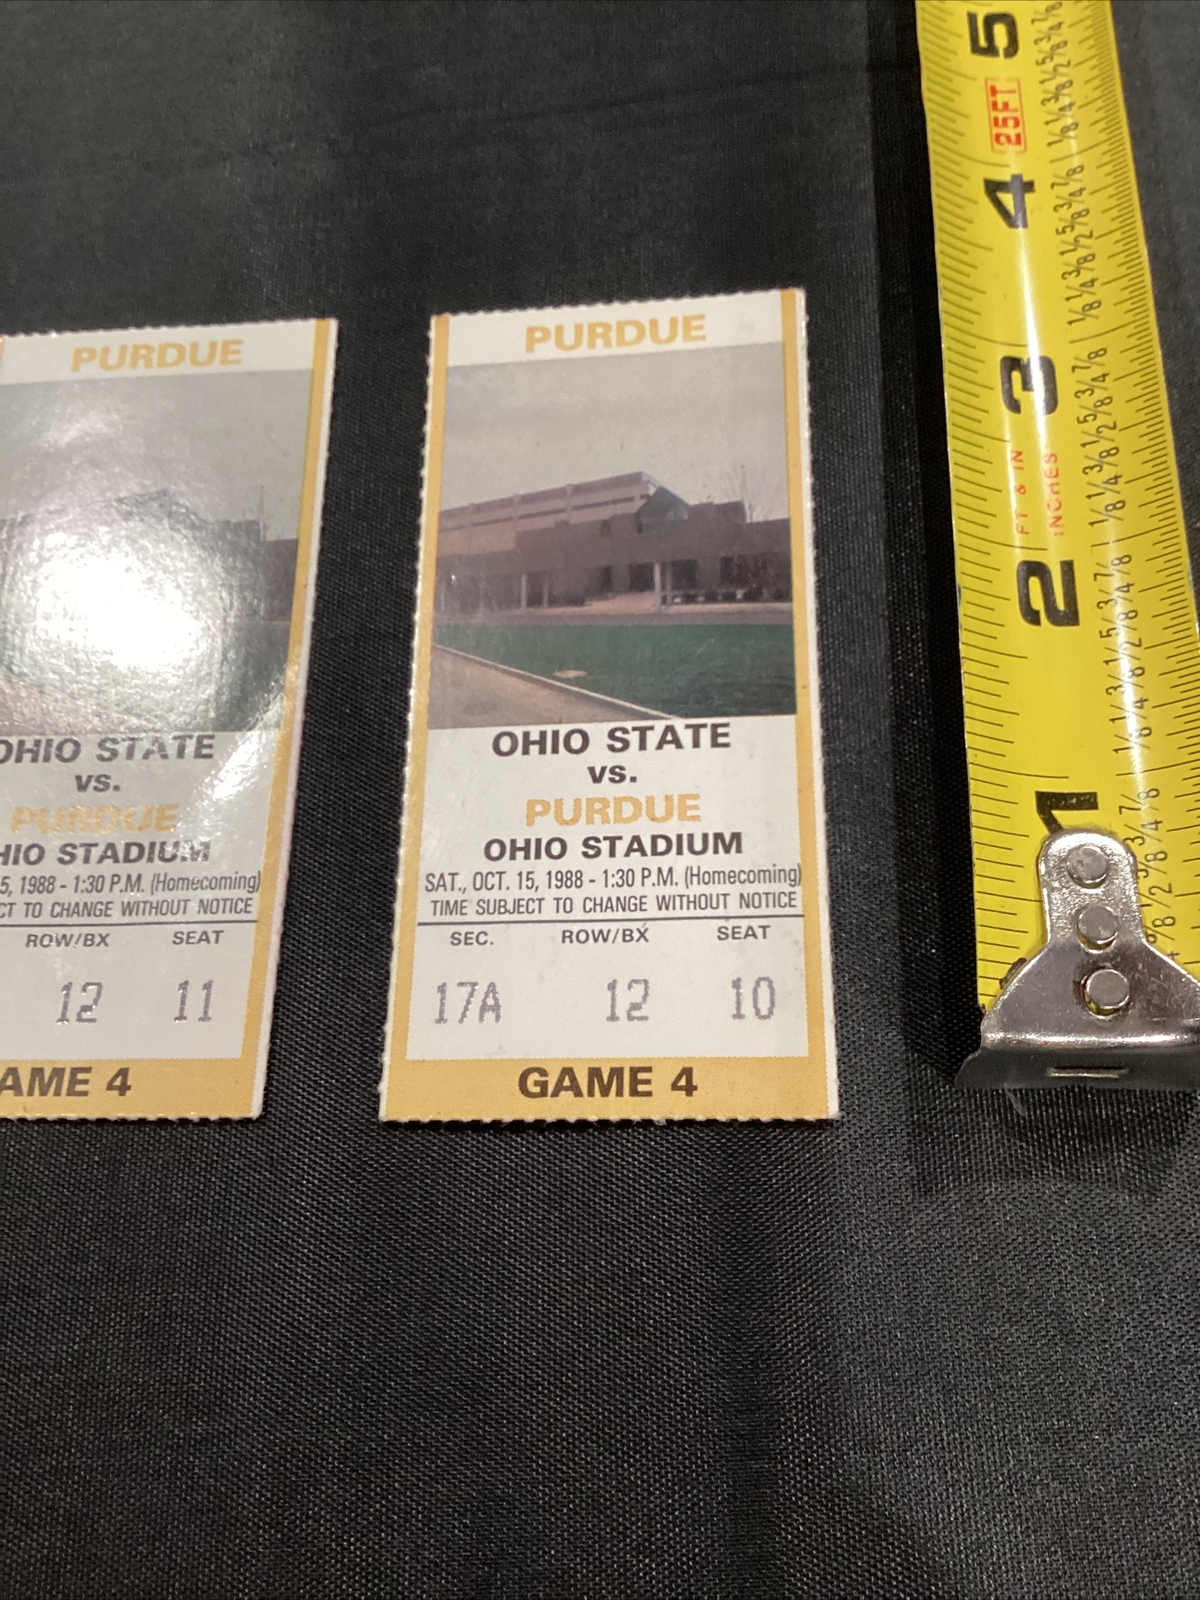 PURDUE
OHIO STATE
vs.
PURDUE
OHIO STADIUM
5, 1988 - 1:30 P.M. (Homecoming)
CT TO CHANGE WITHOUT NOTICE
ROW/BX SEAT
12 11
AME 4
PURDUE
OHIO STATE
vs.
PURDUE
OHIO STADIUM
SAT., OCT. 15, 1988 - 1:30 P.M. (Homecoming)
TIME SUBJECT TO CHANGE WITHOUT NOTICE
SEC. ROW/BX SEAT
17A 12 10
GAME 4
5
25FT
4
3
FT & IN
INCHES
2
1